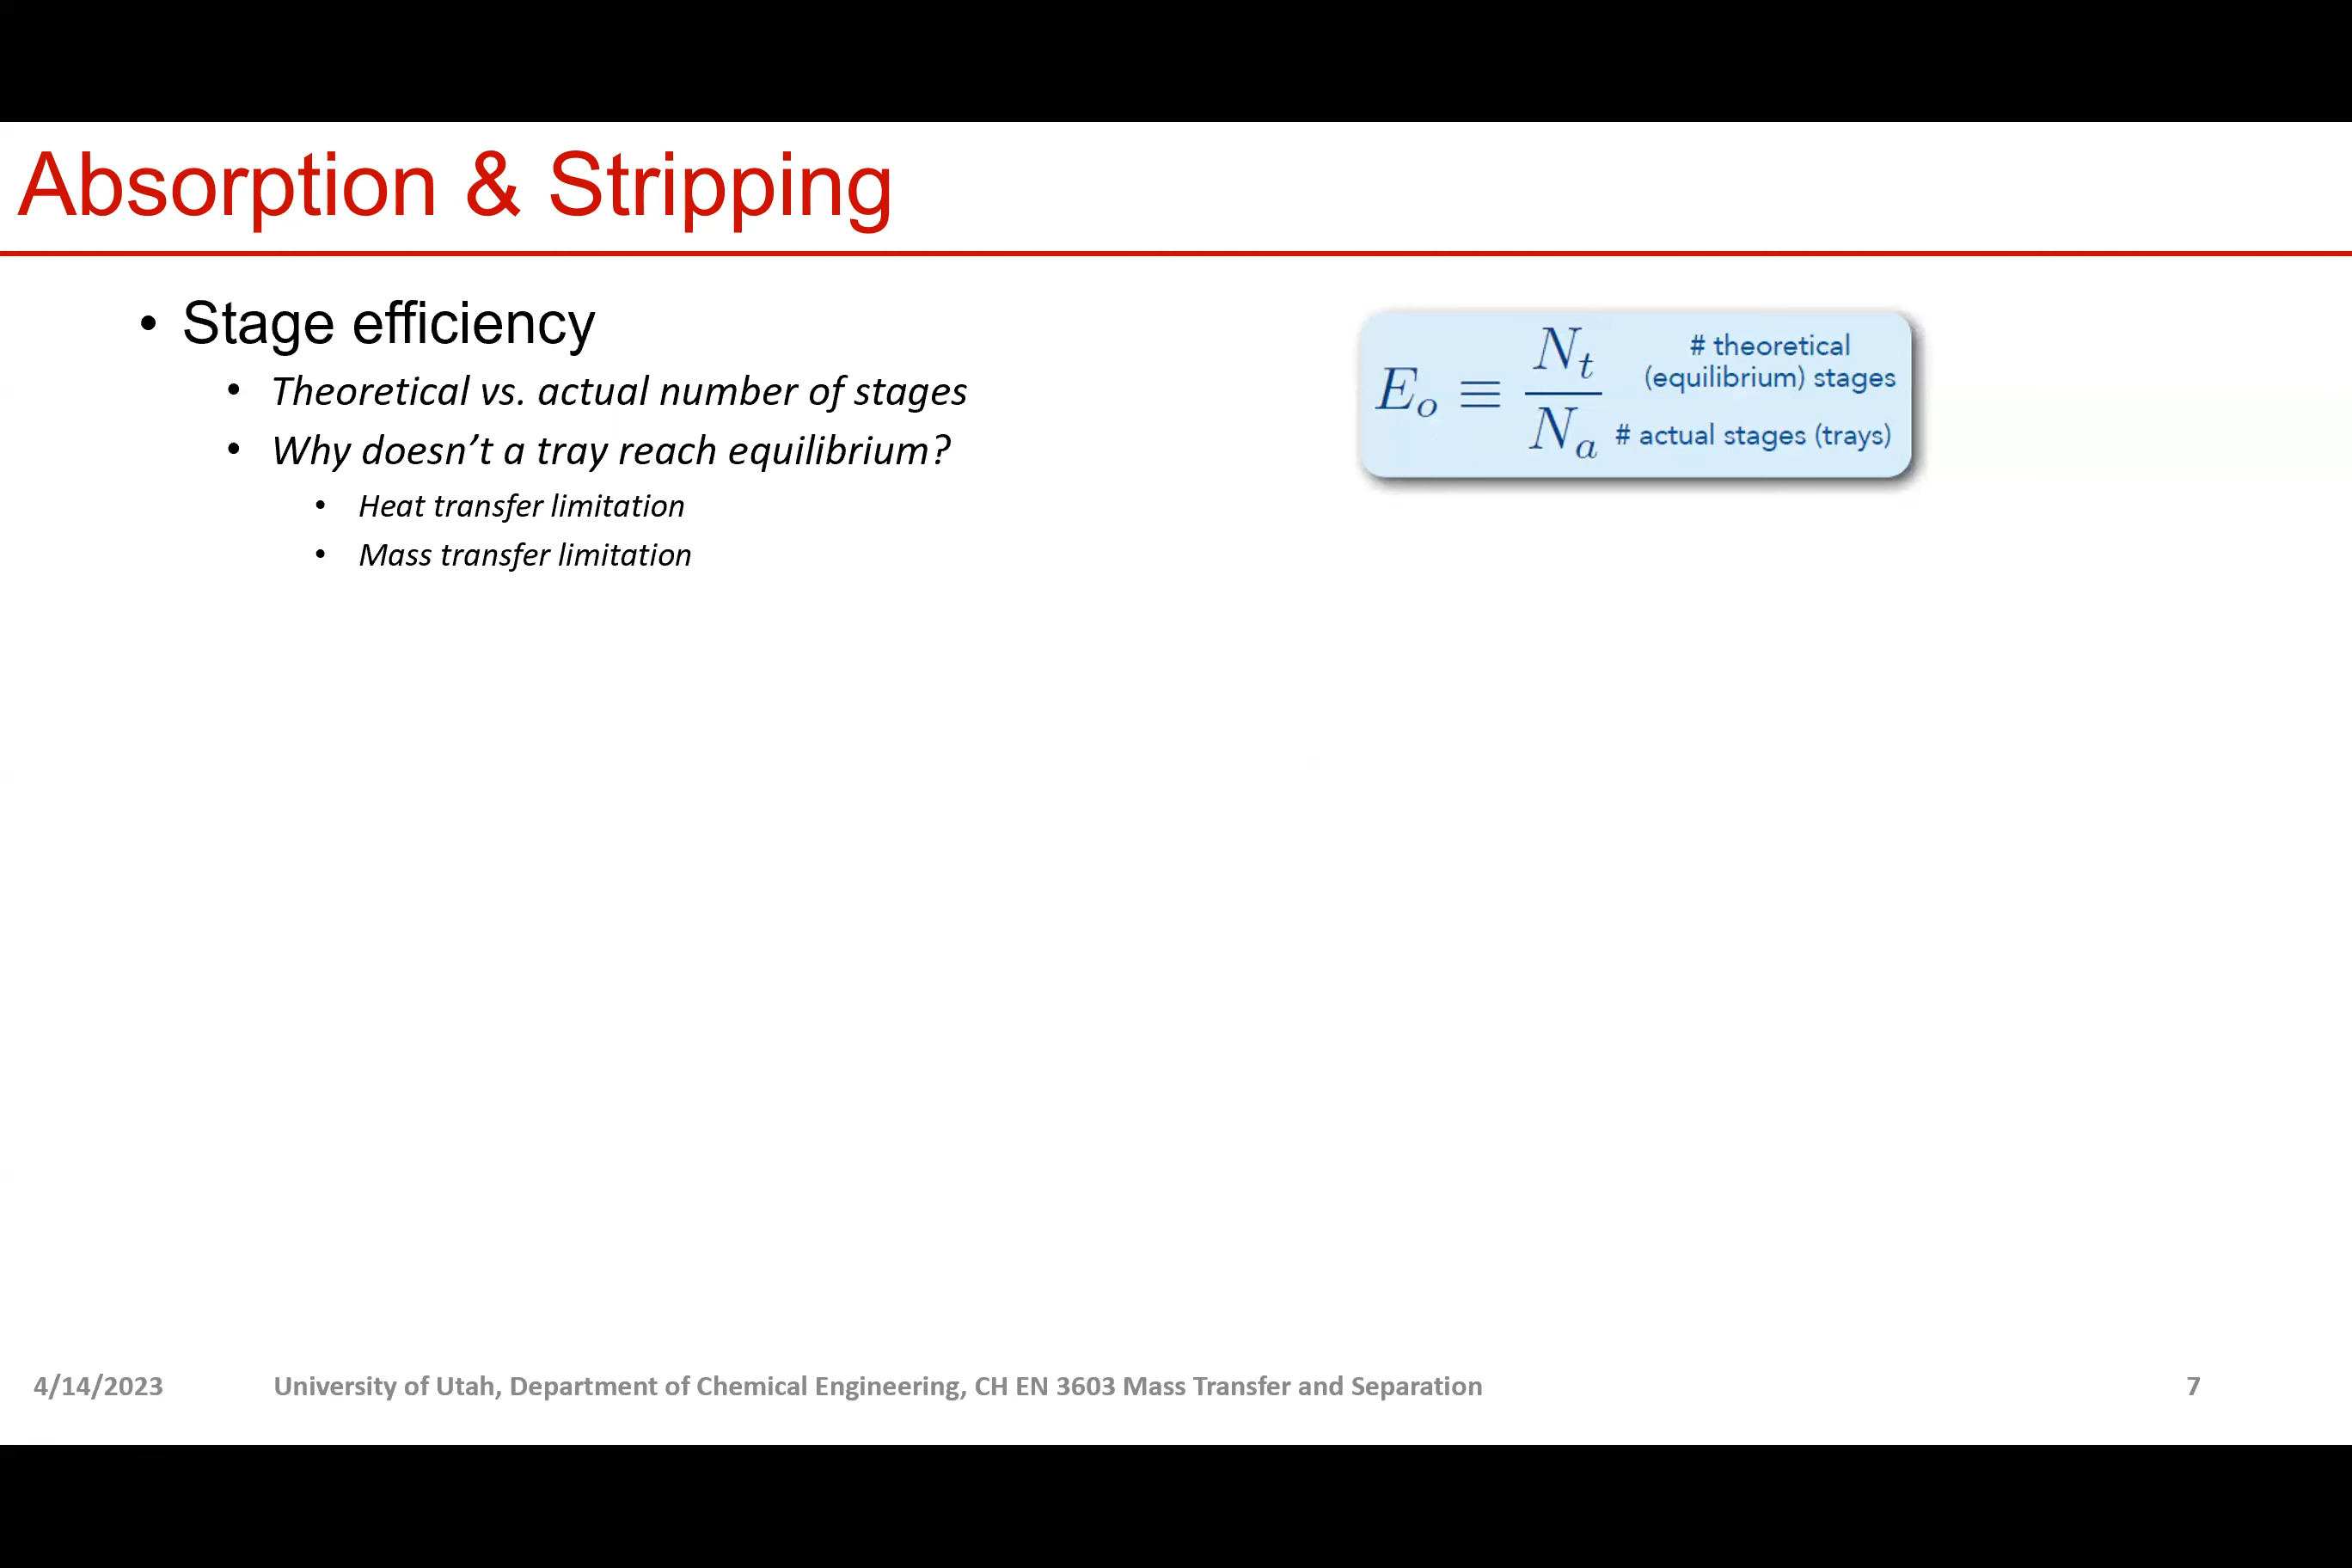 Absorption & Stripping
• Stage efficiency
• Theoretical vs. actual number of stages
• Why doesn’t a tray reach equilibrium?
• Heat transfer limitation
• Mass transfer limitation
E_o ≡ N_t / N_a
# theoretical
(equilibrium) stages
# actual stages (trays)
4/14/2023 University of Utah, Department of Chemical Engineering, CH EN 3603 Mass Transfer and Separation 7